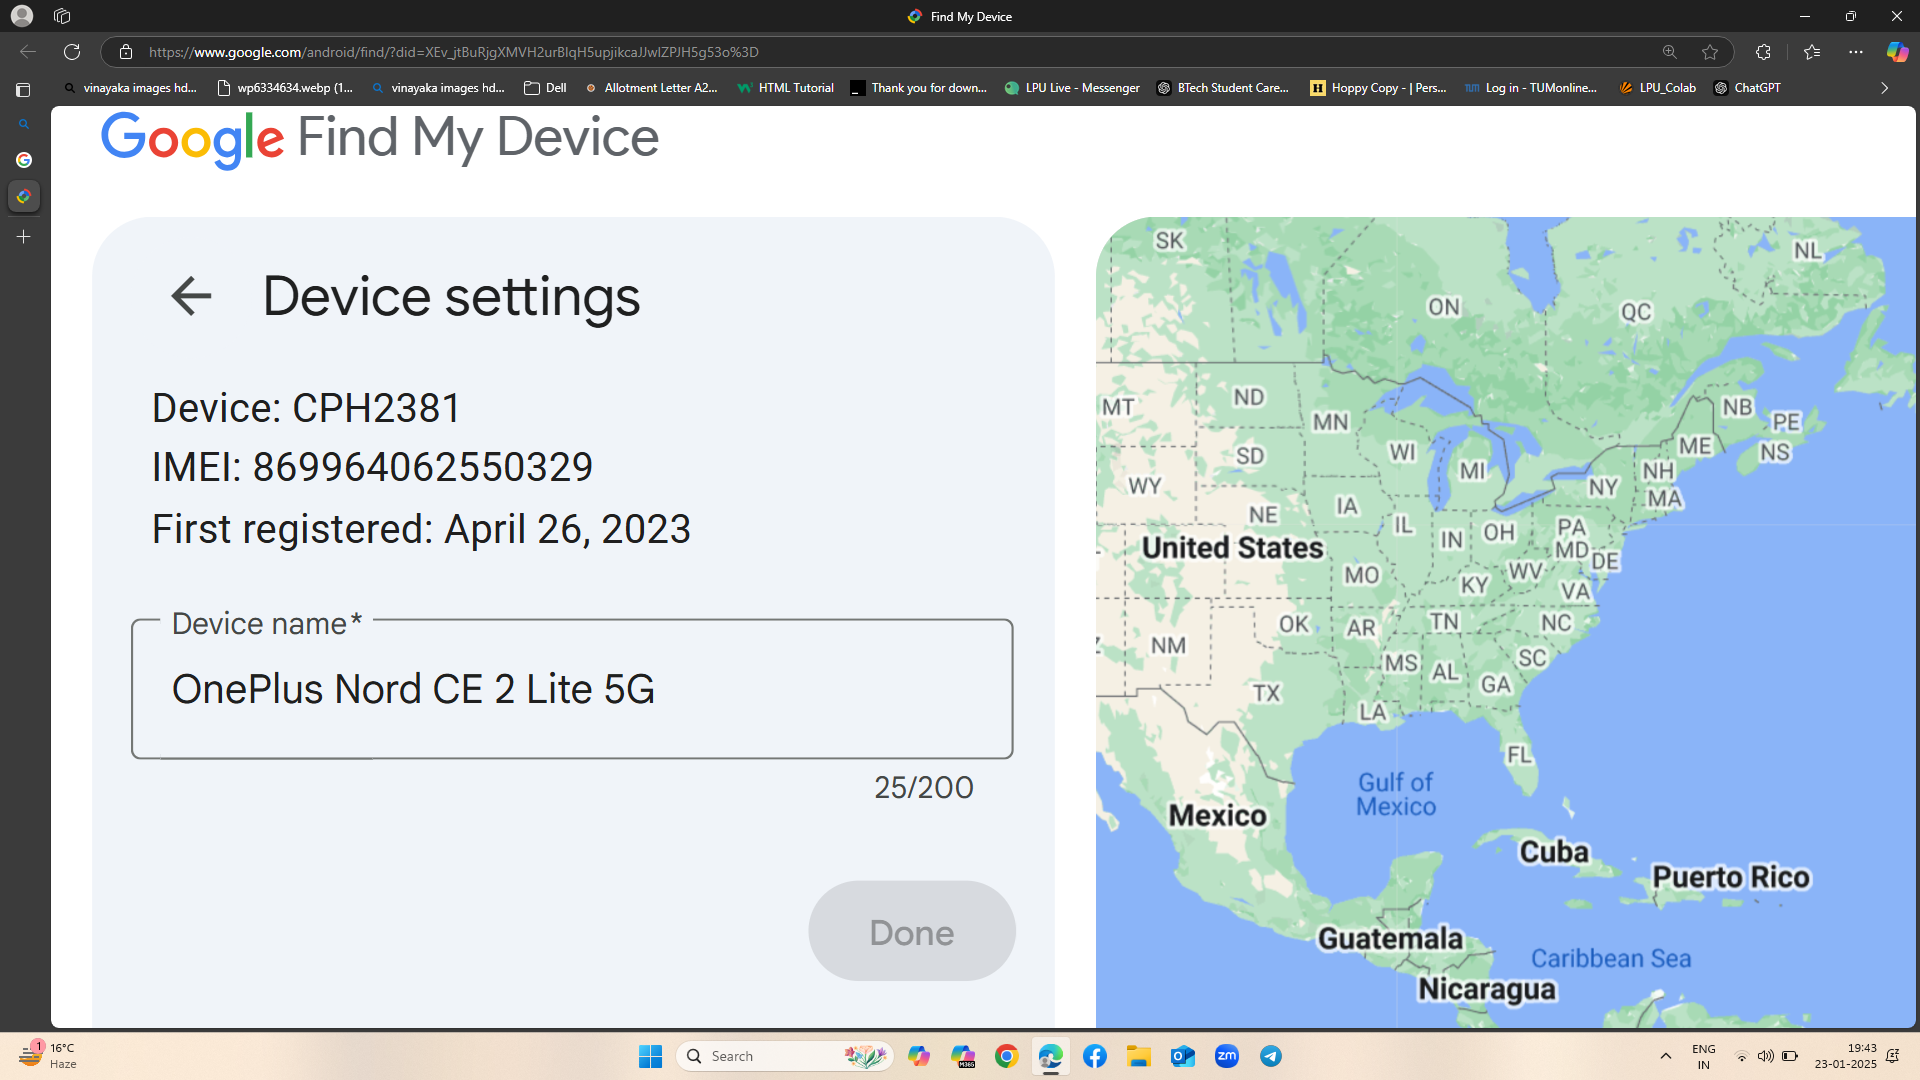 Find My Device
https://www.google.com/android/find/?did=XEv_jtBuRjgXMVH2urBlqH5upjikcaJJwIZPJH5g53o%3D
vinayaka images hd...
wp6334634.webp (1...
vinayaka images hd...
Dell
Allotment Letter A2...
HTML Tutorial
Thank you for down...
LPU Live - Messenger
BTech Student Care...
H Hoppy Copy - | Pers...
TUM Log in - TUMonline...
LPU_Colab
ChatGPT
Google Find My Device
Device settings
Device: CPH2381
IMEI: 869964062550329
First registered: April 26, 2023
Device name*
OnePlus Nord CE 2 Lite 5G
25/200
Done
SK
NL
ON
QC
ND
MT
MN
NB
PE
SD
WI
ME
NS
MI
NH
WY
NY
MA
NE
IA
IL
IN
OH
PA
United States
MD
DE
MO
KY
WV
VA
OK
AR
TN
NC
NM
MS
AL
SC
TX
GA
LA
FL
Gulf of
Mexico
Mexico
Cuba
Puerto Rico
Guatemala
Caribbean Sea
Nicaragua
1
16°C
Haze
Search
M365
zm
ENG
IN
19:43
23-01-2025